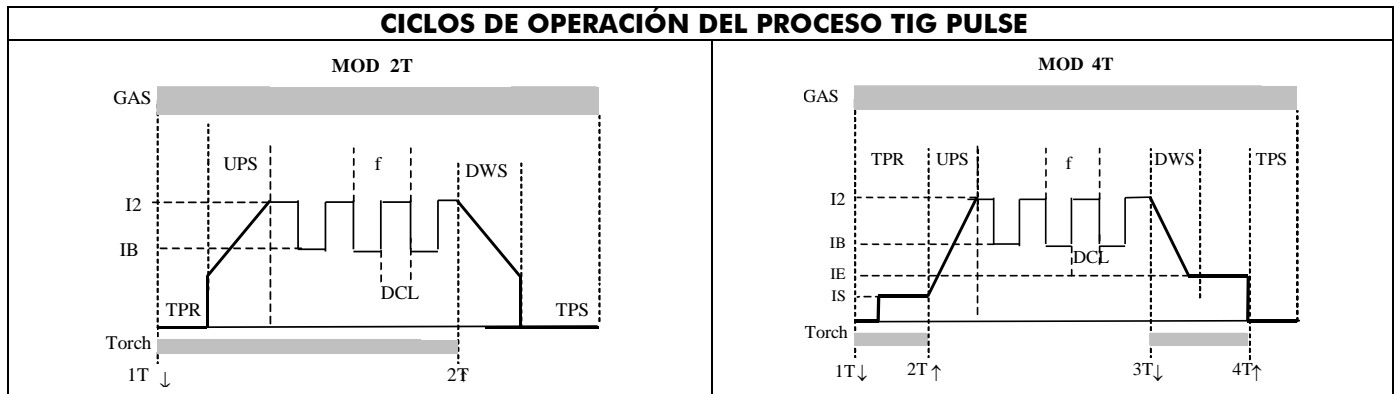 CICLOS DE OPERACIÓN DEL PROCESO TIG PULSE
MOD 2T
GAS
UPS
f
DWS
I2
IB
DCL
TPR
TPS
Torch
1T ↓
2T↑
MOD 4T
GAS
TPR
UPS
f
DWS
TPS
I2
IB
DCL
IE
IS
Torch
1T↓
2T↑
3T↓
4T↑